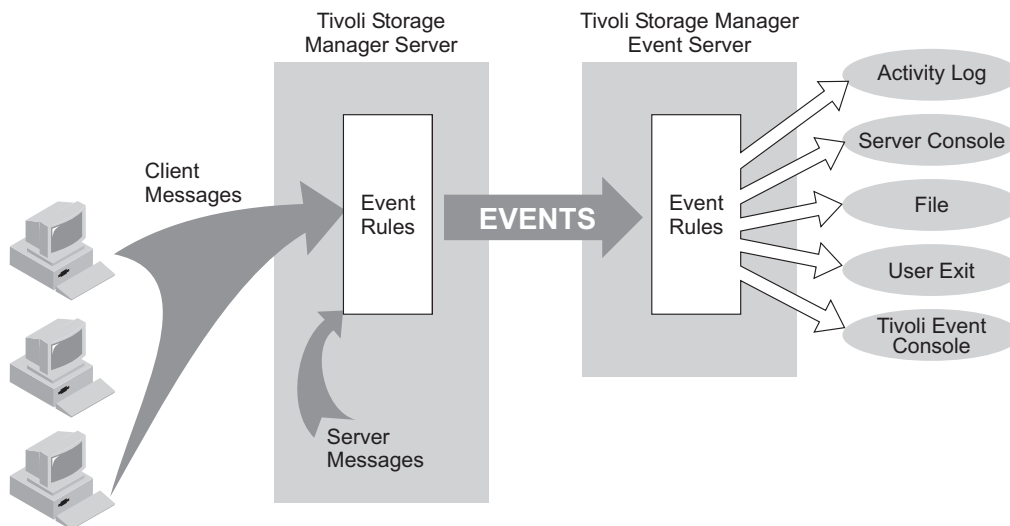 Tivoli Storage
Manager Server
Tivoli Storage Manager
Event Server
Client
Messages
Event
Rules
Server
Messages
EVENTS
Event
Rules
Activity Log
Server Console
File
User Exit
Tivoli Event
Console